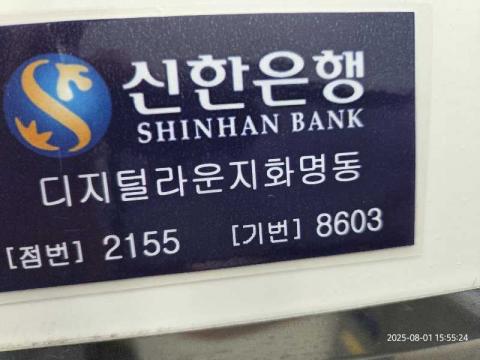 신한은행
SHINHAN BANK
디지털라운지화명동
[점번] 2155 [기번] 8603
2025-08-01 15:55:24